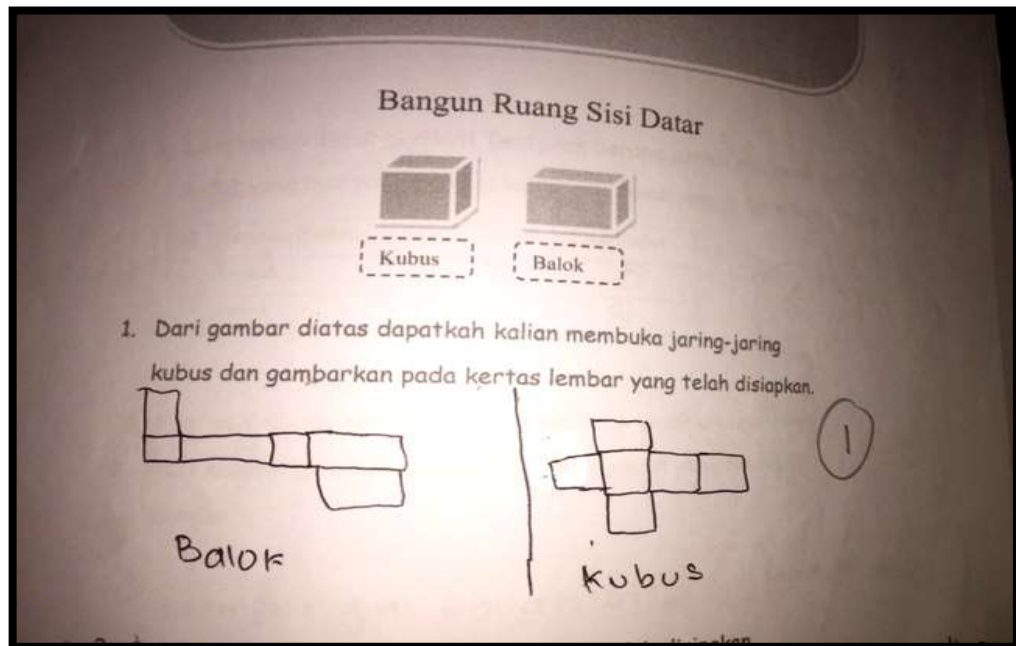 Bangun Ruang Sisi Datar
Kubus Balok
1. Dari gambar diatas dapatkah kalian membuka jaring-jaring
kubus dan gambarkan pada kertas lembar yang telah disiapkan.
1
Balok kubus